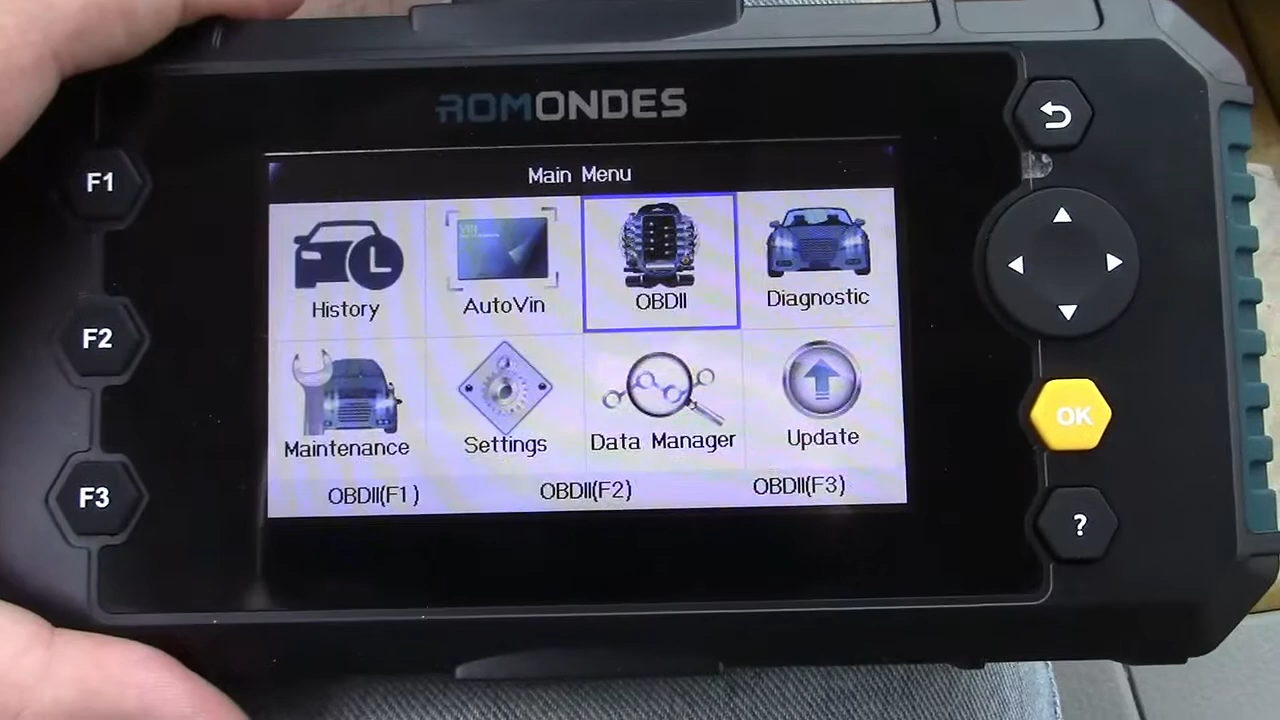 ROMONDES
Main Menu
F1
F2
F3
History
AutoVin
OBDII
Diagnostic
VIN
Maintenance
Settings
Data Manager
Update
OBDII(F1)
OBDII(F2)
OBDII(F3)
OK
?